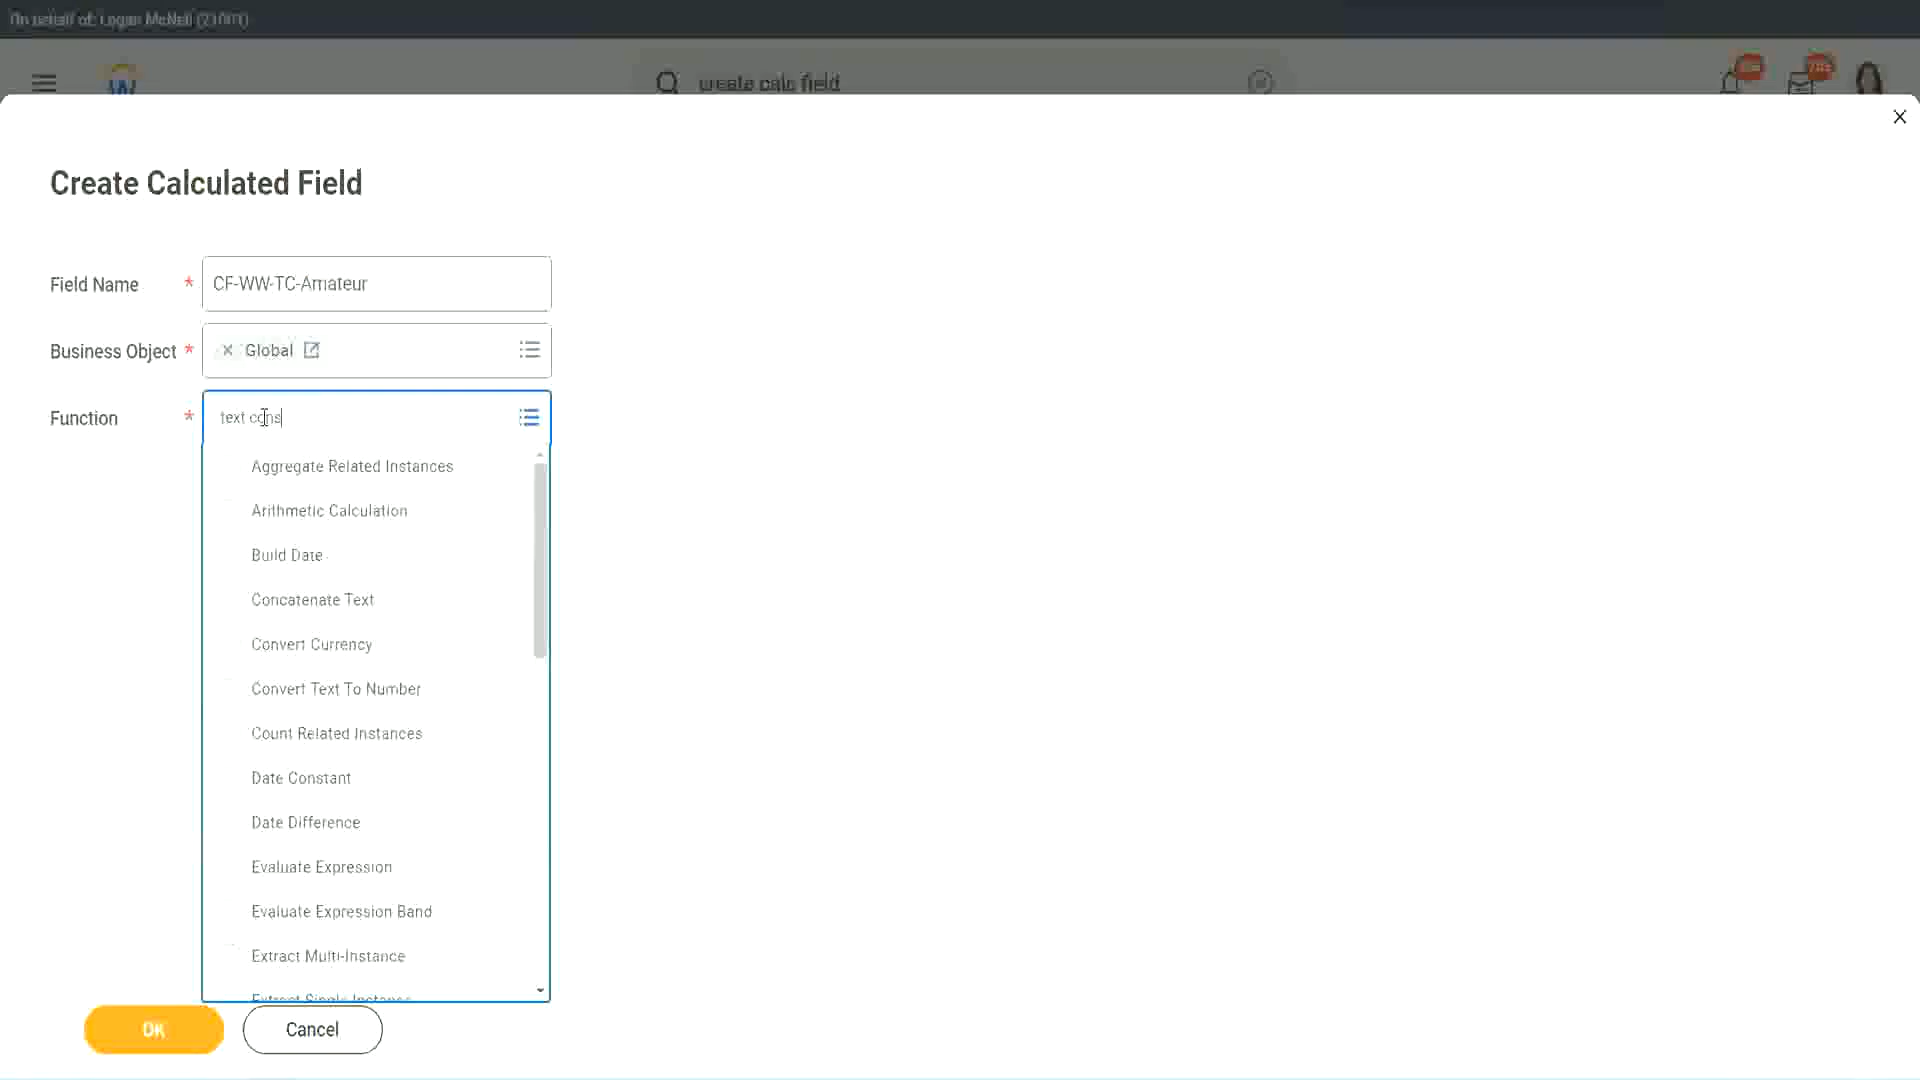 On behalf of: Logan McNeil (21001)
create calc field
Create Calculated Field
Field Name *
CF-WW-TC-Amateur
Business Object *
Global
Function *
text cons
Aggregate Related Instances
Arithmetic Calculation
Build Date
Concatenate Text
Convert Currency
Convert Text To Number
Count Related Instances
Date Constant
Date Difference
Evaluate Expression
Evaluate Expression Band
Extract Multi-Instance
Extract Single Instance
OK
Cancel